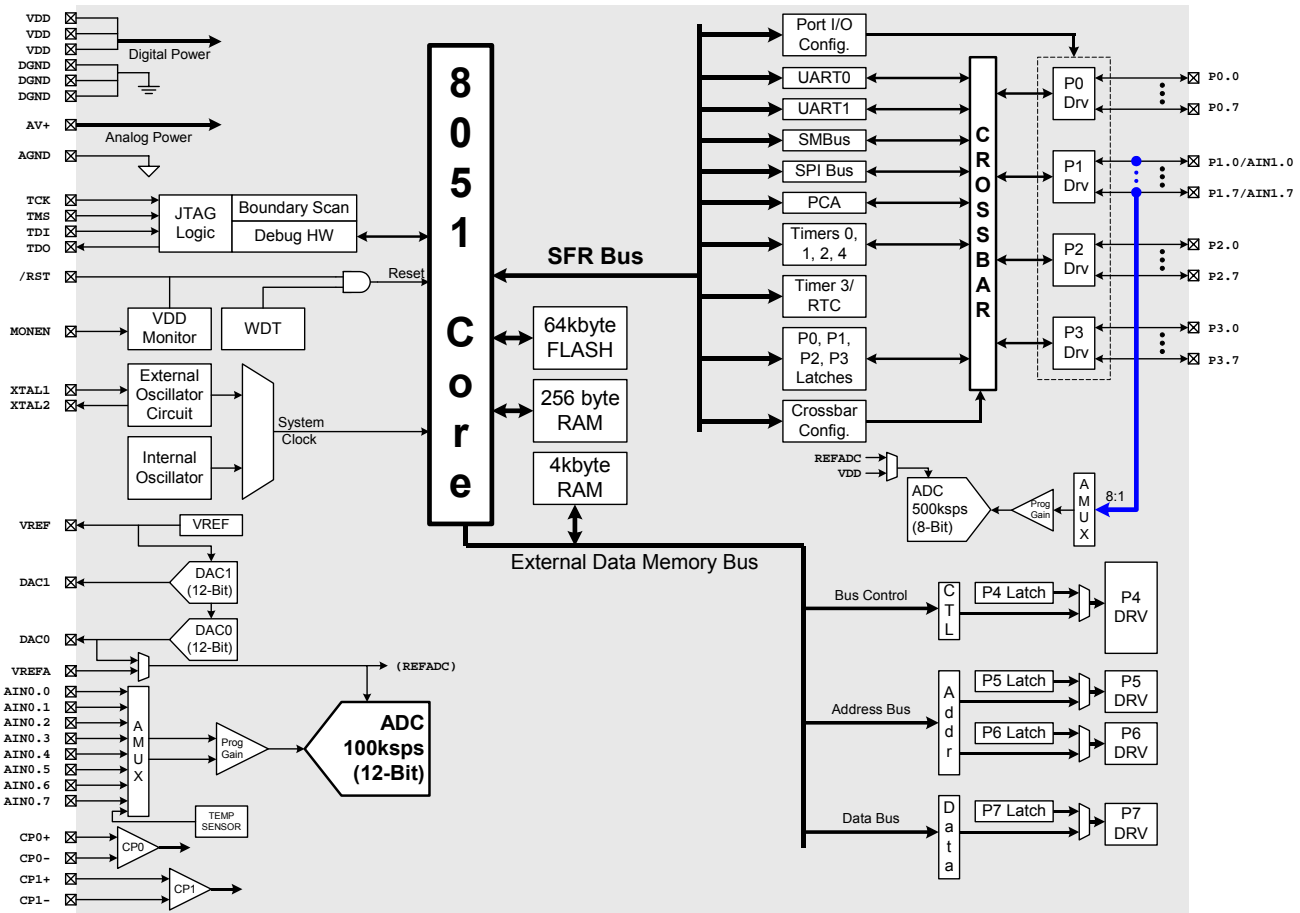 VDD
VDD
VDD
Digital Power
DGND
DGND
DGND
AV+
Analog Power
AGND
TCK
TMS
TDI
TDO
JTAG
Logic
Boundary Scan
Debug HW
/RST
Reset
MONEN
VDD
Monitor
WDT
XTAL1
XTAL2
External
Oscillator
Circuit
System
Clock
Internal
Oscillator
VREF
VREF
DAC1
DAC1
(12-Bit)
DAC0
DAC0
(12-Bit)
VREFA
(REFADC)
AIN0.0
AIN0.1
AIN0.2
AIN0.3
AIN0.4
AIN0.5
AIN0.6
AIN0.7
AMUX
Prog
Gain
ADC
100ksps
(12-Bit)
TEMP
SENSOR
CP0+
CP0-
CP0
CP1+
CP1-
CP1
8051 Core
SFR Bus
64kbyte
FLASH
256 byte
RAM
4kbyte
RAM
External Data Memory Bus
Port I/O
Config.
UART0
UART1
SMBus
SPI Bus
PCA
Timers 0,
1, 2, 4
Timer 3/
RTC
P0, P1,
P2, P3
Latches
Crossbar
Config.
CROSSBAR
P0
Drv
P1
Drv
P2
Drv
P3
Drv
P0.0
P0.7
P1.0/AIN1.0
P1.7/AIN1.7
P2.0
P2.7
P3.0
P3.7
REFADC
VDD
ADC
500ksps
(8-Bit)
Prog
Gain
AMUX
8:1
Bus Control
CTL
P4 Latch
P4
DRV
Address Bus
Addr
P5 Latch
P5
DRV
P6 Latch
P6
DRV
Data Bus
Data
P7 Latch
P7
DRV